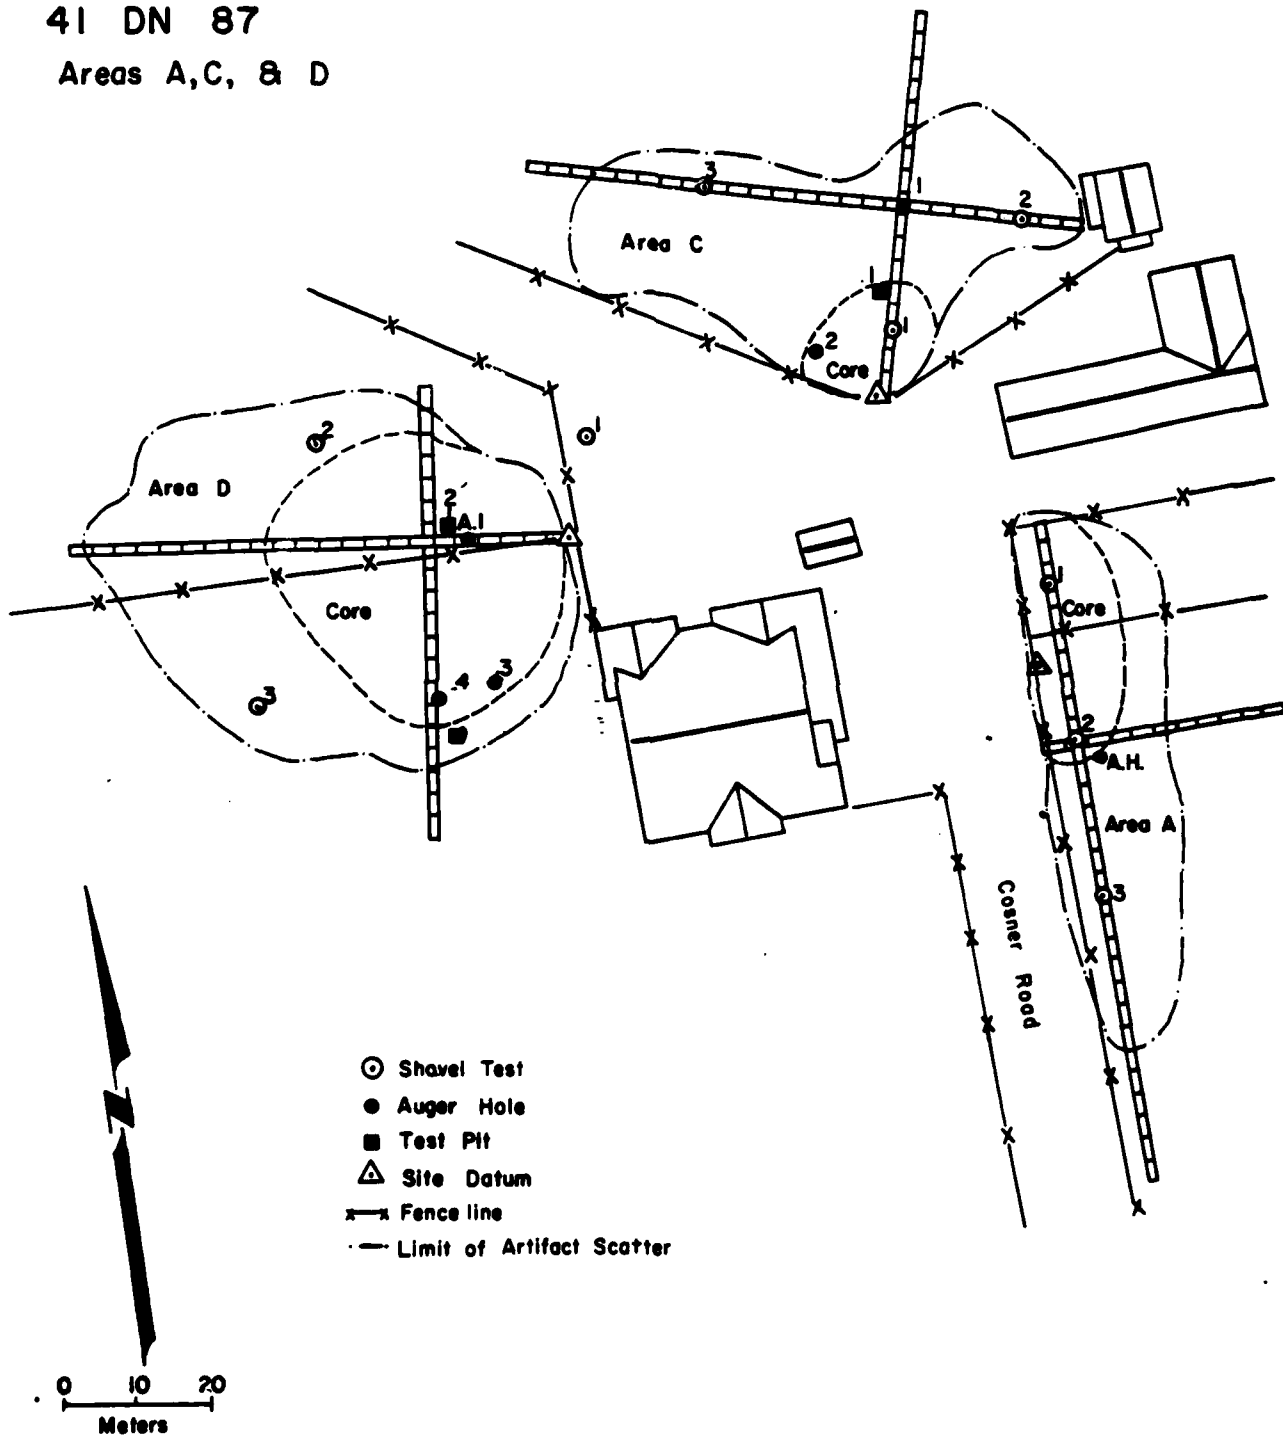 41 DN 87
Areas A, C, & D
3
1
2
Area C
1
1
2
Core
1
2
Area D
2
A.1
Core
4
3
3
1
Core
2
A.H.
Area A
3
Cosner Road
Shovel Test
Auger Hole
Test Pit
Site Datum
Fence line
Limit of Artifact Scatter
0 10 20
Meters